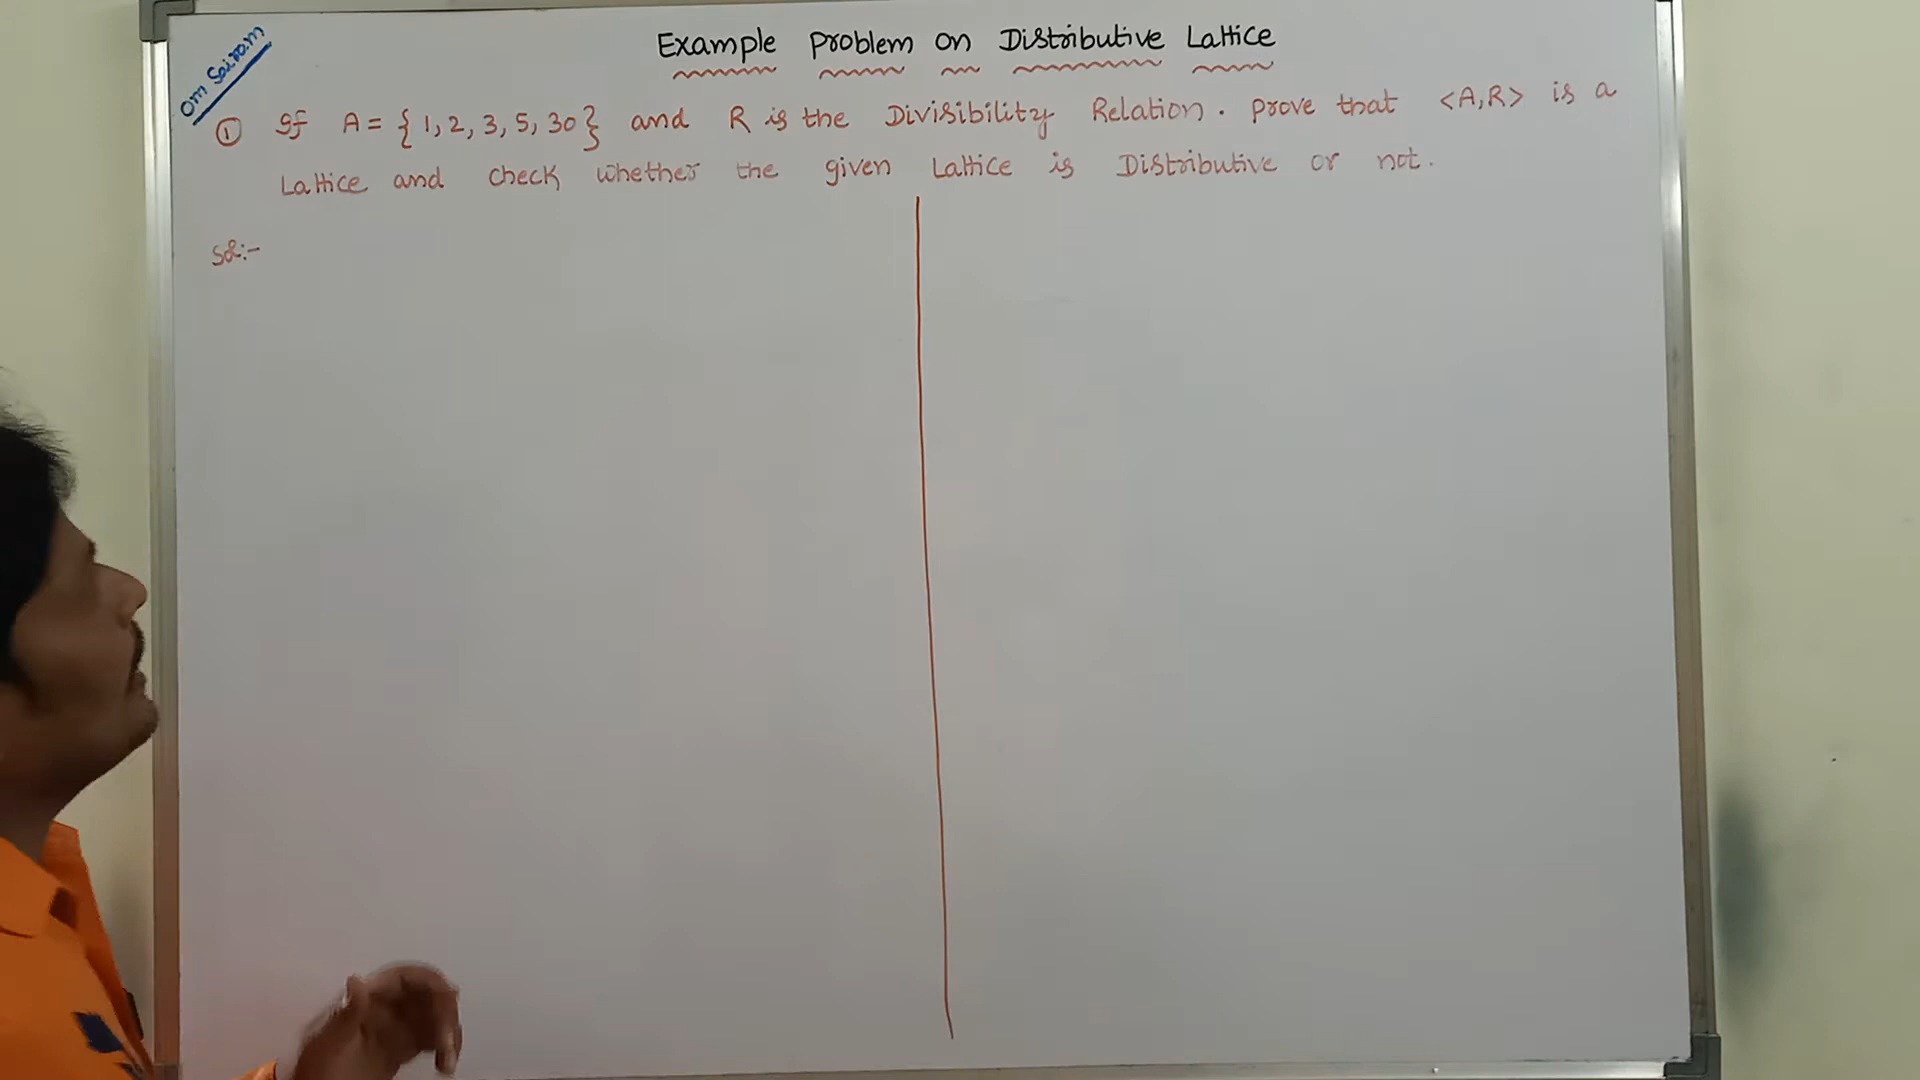 Om Sairam
Example Problem on Distributive Lattice
① If A = {1, 2, 3, 5, 30} and R is the Divisibility Relation. Prove that <A,R> is a
Lattice and check whether the given Lattice is Distributive or not.
Sol:-